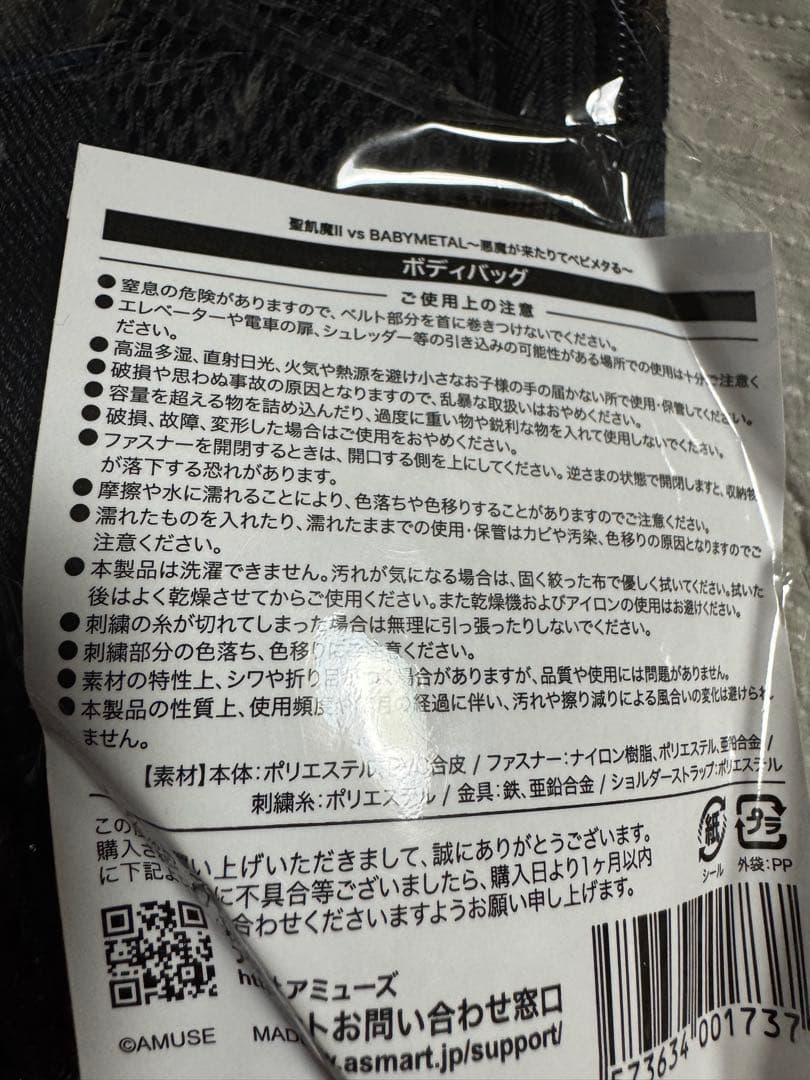 聖飢魔II vs BABYMETAL〜悪魔が来たりてベビメタる〜
ボディバッグ
ご使用上の注意
● 窒息の危険がありますので、ベルト部分を首に巻きつけないでください。
● エレベーターや電車の扉、シュレッダー等の引き込みの可能性がある場所での使用は十分ご注意く
ださい。
● 高温多湿、直射日光、火気や熱源を避け小さなお子様の手の届かない所で使用・保管してください。
● 破損や思わぬ事故の原因となりますので、乱暴な取扱いはおやめください。
● 容量を超える物を詰め込んだり、過度に重い物や鋭利な物を入れて使用しないでください。
● 破損、故障、変形した場合はご使用をおやめください。
● ファスナーを開閉するときは、開口する側を上にしてください。逆さまの状態で開閉しますと、収納物
が落下する恐れがあります。
● 摩擦や水に濡れることにより、色落ちや色移りすることがありますのでご注意ください。
● 濡れたものを入れたり、濡れたままでの使用・保管はカビや汚染、色移りの原因となりますのでご
注意ください。
● 本製品は洗濯できません。汚れが気になる場合は、固く絞った布で優しく拭いてください。拭いた
後はよく乾燥させてからご使用ください。また乾燥機およびアイロンの使用はお避けください。
● 刺繍の糸が切れてしまった場合は無理に引っ張ったりしないでください。
● 刺繍部分の色落ち、色移りにご注意ください。
● 素材の特性上、シワや折り目がつく場合がありますが、品質や使用には問題がありません。
● 本製品の性質上、使用頻度や 月の経過に伴い、汚れや擦り減りによる風合いの変化は避けられ
ません。
【素材】本体:ポリエステル、 合皮 / ファスナー:ナイロン樹脂、ポリエステル、亜鉛合金 /
刺繍糸:ポリエステル / 金具:鉄、亜鉛合金 / ショルダーストラップ:ポリエステル
この
購入 い上げいただきまして、誠にありがとうございます。
に下記 に不具合等ございましたら、購入日より1ヶ月以内
合わせくださいますようお願い申し上げます。
紙
シール
プラ
外袋:PP
アミューズ
トお問い合わせ窓口
©AMUSE MAD
.asmart.jp/support/
573634 001737